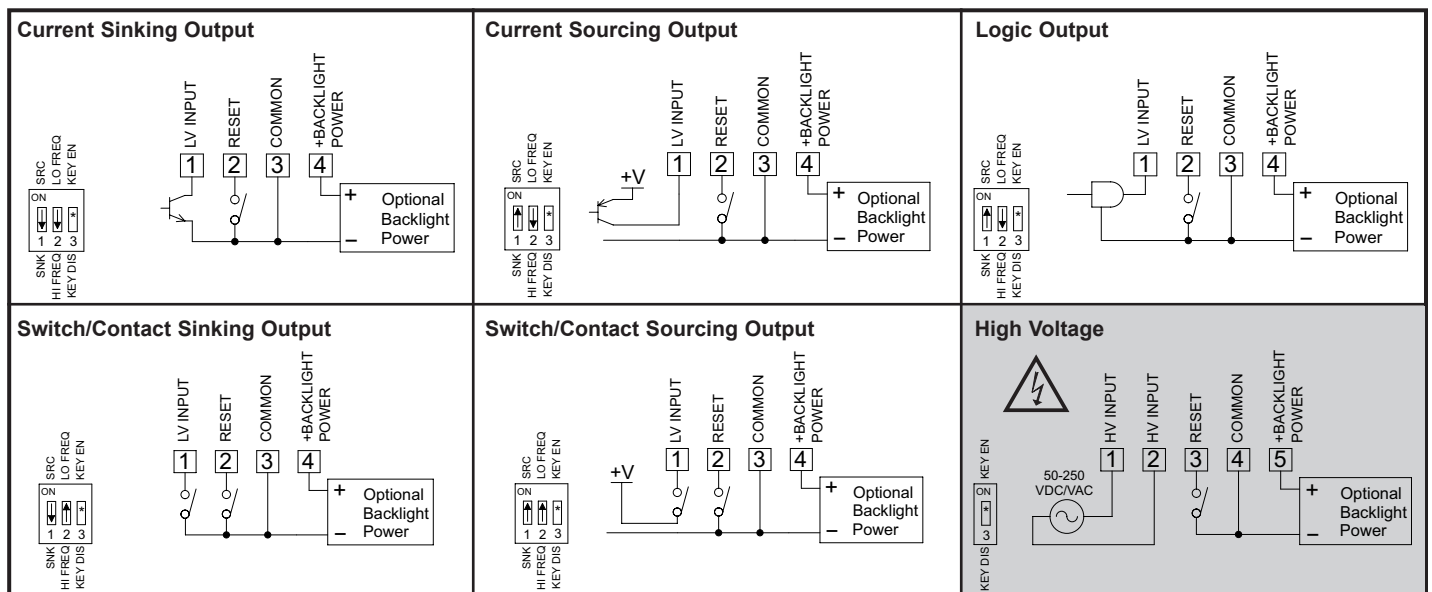 Current Sinking Output
LV INPUT
RESET
COMMON
+BACKLIGHT
POWER
1 2 3 4
SRC
LO FREQ
KEY EN
ON
*
1 2 3
SNK
HI FREQ
KEY DIS
+
Optional
Backlight
Power
–
Current Sourcing Output
LV INPUT
RESET
COMMON
+BACKLIGHT
POWER
1 2 3 4
+V
SRC
LO FREQ
KEY EN
ON
*
1 2 3
SNK
HI FREQ
KEY DIS
+
Optional
Backlight
Power
–
Logic Output
LV INPUT
RESET
COMMON
+BACKLIGHT
POWER
1 2 3 4
SRC
LO FREQ
KEY EN
ON
*
1 2 3
SNK
HI FREQ
KEY DIS
+
Optional
Backlight
Power
–
Switch/Contact Sinking Output
LV INPUT
RESET
COMMON
+BACKLIGHT
POWER
1 2 3 4
SRC
LO FREQ
KEY EN
ON
*
1 2 3
SNK
HI FREQ
KEY DIS
+
Optional
Backlight
Power
–
Switch/Contact Sourcing Output
LV INPUT
RESET
COMMON
+BACKLIGHT
POWER
1 2 3 4
+V
SRC
LO FREQ
KEY EN
ON
*
1 2 3
SNK
HI FREQ
KEY DIS
+
Optional
Backlight
Power
–
High Voltage
HV INPUT
HV INPUT
RESET
COMMON
+BACKLIGHT
POWER
1 2 3 4 5
50-250
VDC/VAC
KEY EN
ON
*
3
KEY DIS
+
Optional
Backlight
Power
–